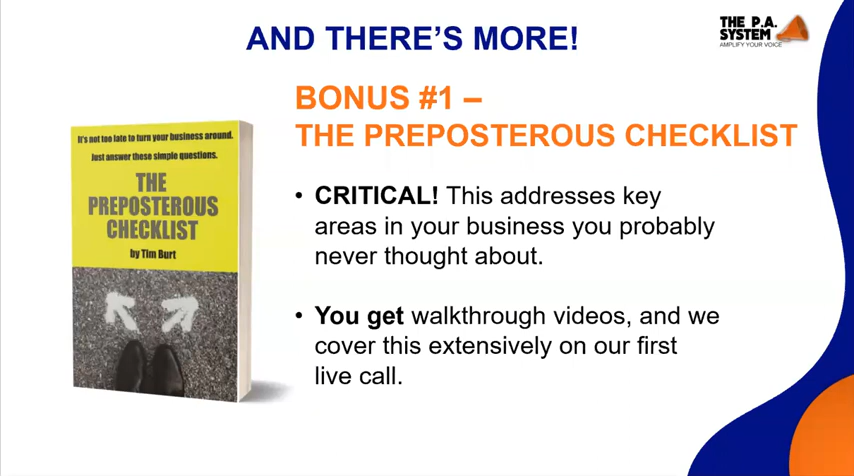 AND THERE'S MORE!
THE P.A.
SYSTEM
AMPLIFY YOUR VOICE
BONUS #1 –
THE PREPOSTEROUS CHECKLIST
It's not too late to turn your business around.
Just answer these simple questions.
THE
PREPOSTEROUS
CHECKLIST
by Tim Burt
• CRITICAL! This addresses key
areas in your business you probably
never thought about.
• You get walkthrough videos, and we
cover this extensively on our first
live call.